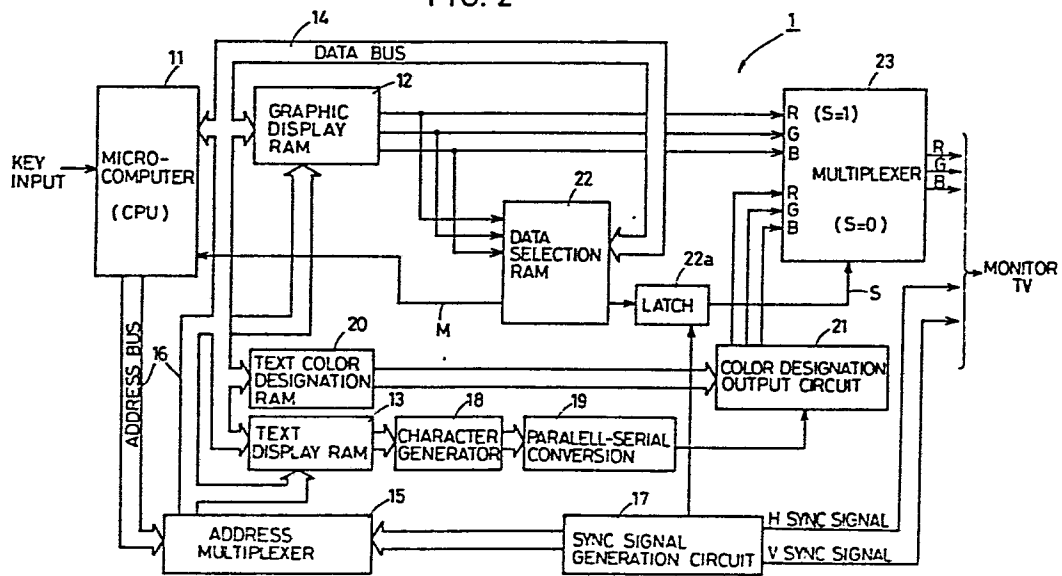 FIG. 2
14
DATA BUS
1
11
12
23
GRAPHIC
DISPLAY
RAM
R
(S=1)
G
B
KEY
INPUT
MICRO-
COMPUTER
(CPU)
MULTIPLEXER
R
G
B
R
G
B
(S=0)
22
DATA
SELECTION
RAM
22a
LATCH
S
MONITOR
TV
M
ADDRESS BUS
16
20
TEXT COLOR
DESIGNATION
RAM
21
COLOR DESIGNATION
OUTPUT CIRCUIT
13
TEXT
DISPLAY RAM
18
CHARACTER
GENERATOR
19
PARALELL-SERIAL
CONVERSION
15
ADDRESS
MULTIPLEXER
17
SYNC SIGNAL
GENERATION CIRCUIT
H SYNC SIGNAL
V SYNC SIGNAL